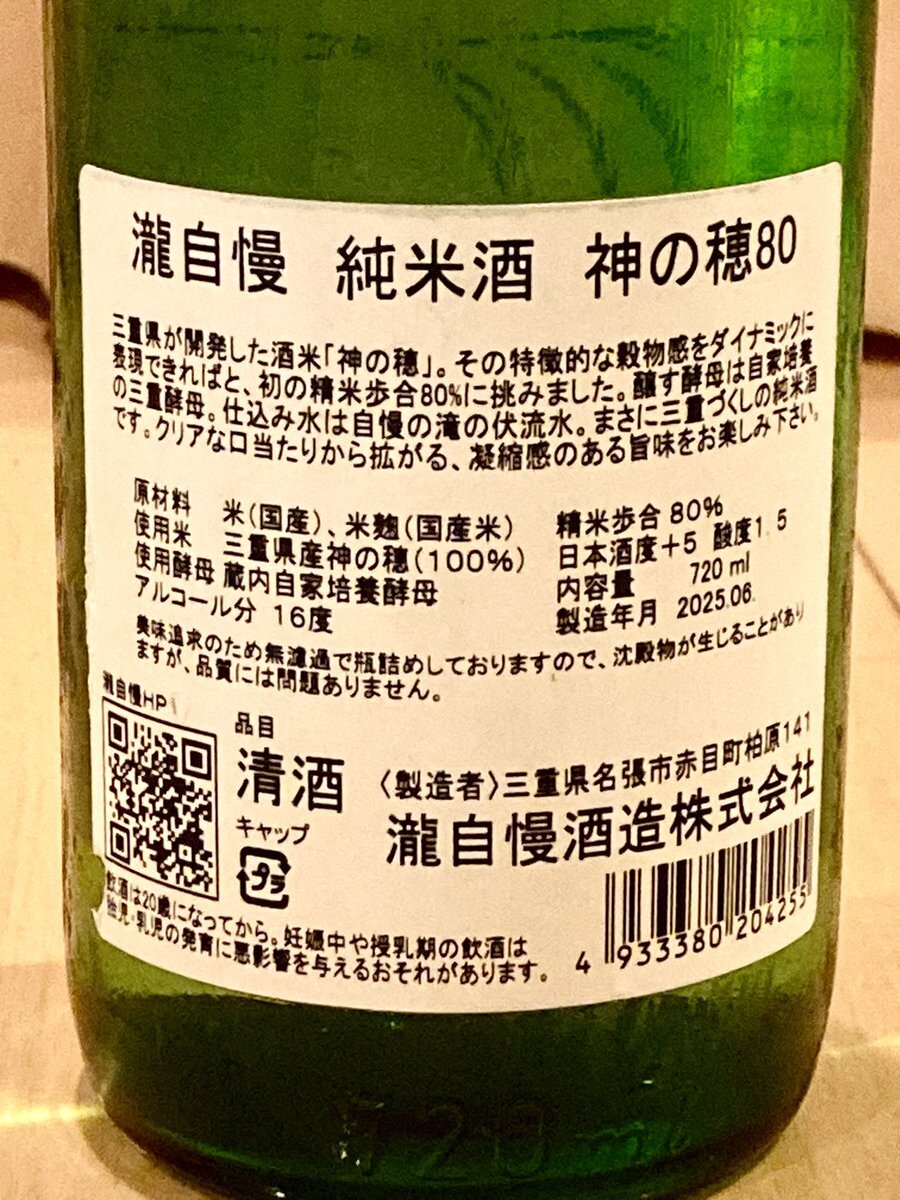 瀧自慢 純米酒 神の穂80
三重県が開発した酒米「神の穂」。その特徴的な穀物感をダイナミックに
表現できればと、初の精米歩合80%に挑みました。醸す酵母は自家培養
の三重酵母。仕込み水は自慢の滝の伏流水。まさに三重づくしの純米酒
です。クリアな口当たりから拡がる、凝縮感のある旨味をお楽しみ下さい。
原材料 米(国産)、米麹(国産米) 精米歩合 80%
使用米 三重県産神の穂(100%) 日本酒度+5 酸度1.5
使用酵母 蔵内自家培養酵母 内容量 720 ml
アルコール分 16度 製造年月 2025.06.
美味追求のため無濾過で瓶詰めしておりますので、沈殿物が生じることがあり
ますが、品質には問題ありません。
瀧自慢HP
品目
清酒
キャップ
プラ
〈製造者〉三重県名張市赤目町柏原141
瀧自慢酒造株式会社
飲酒は20歳になってから。妊娠中や授乳期の飲酒は
胎児・乳児の発育に悪影響を与えるおそれがあります。
4 933380 204255
720 ml